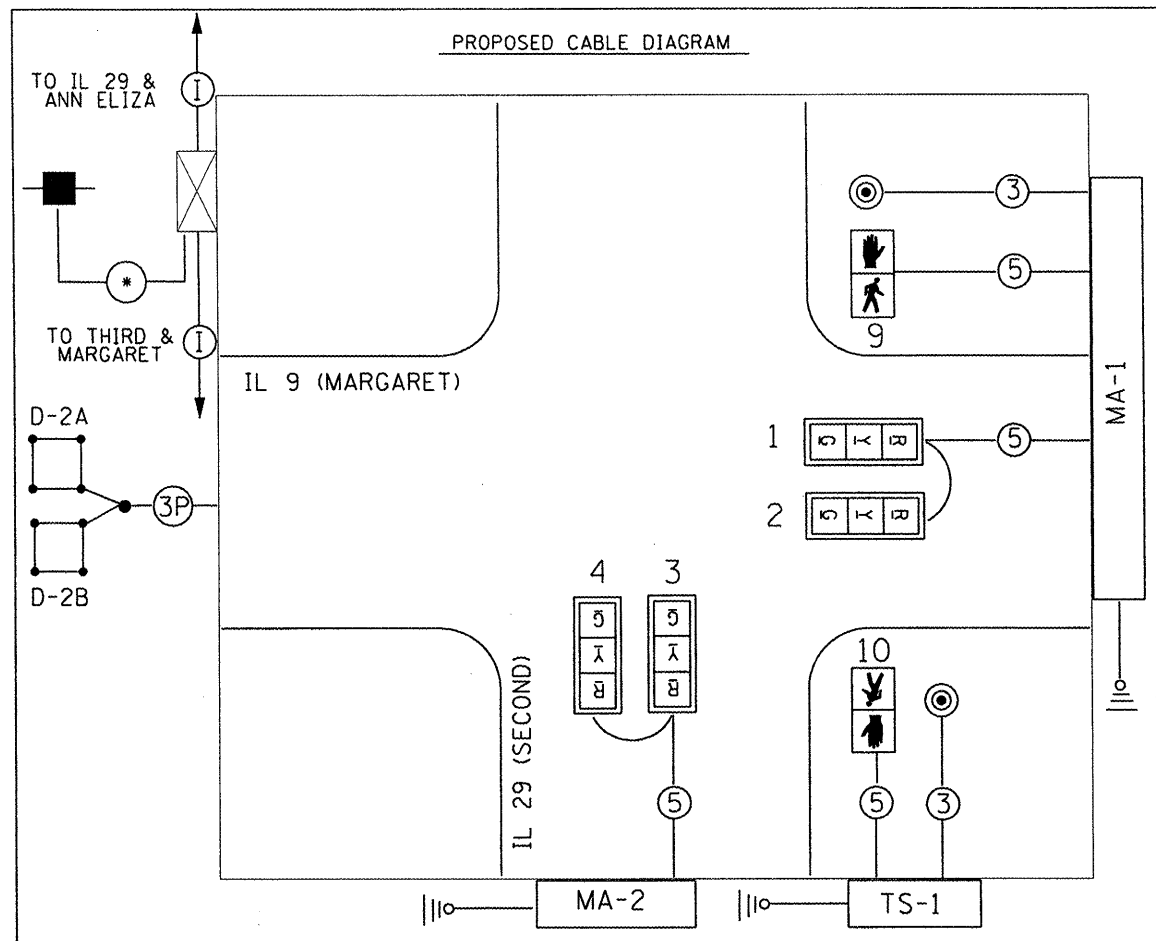 PROPOSED CABLE DIAGRAM
TO IL 29 &
ANN ELIZA
I
*
TO THIRD &
MARGARET
I
IL 9 (MARGARET)
D-2A
3P
D-2B
3
5
9
MA-1
1
G Y R
5
2
G Y R
4
G
Y
R
3
G
Y
R
5
IL 29 (SECOND)
10
5
3
MA-2
TS-1